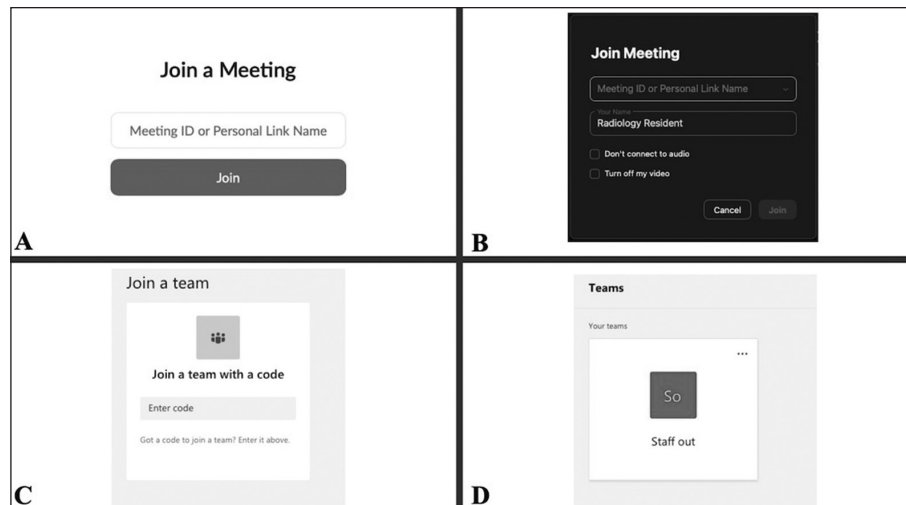 Join a Meeting
Meeting ID or Personal Link Name
Join
A
Join Meeting
Meeting ID or Personal Link Name
Your Name
Radiology Resident
Don't connect to audio
Turn off my video
Cancel
Join
B
Join a team
Join a team with a code
Enter code
Got a code to join a team? Enter it above.
C
Teams
Your teams
...
So
Staff out
D